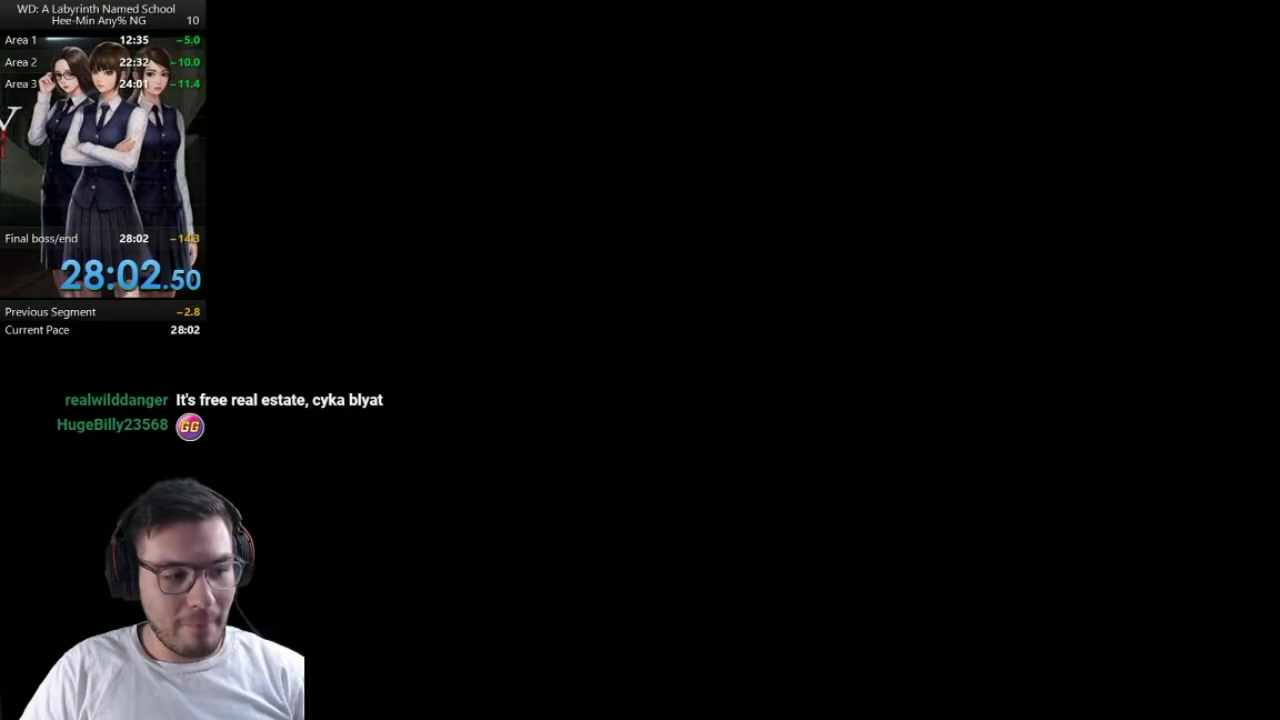 WD: A Labyrinth Named School
Hee-Min Any% NG 10
Area 1 12:35 −5.0
Area 2 22:32 −10.0
Area 3 24:01 −11.4
Y
Final boss/end 28:02 −14.3
28:02.50
Previous Segment −2.8
Current Pace 28:02
realwilddanger It's free real estate, cyka blyat
HugeBilly23568 GG